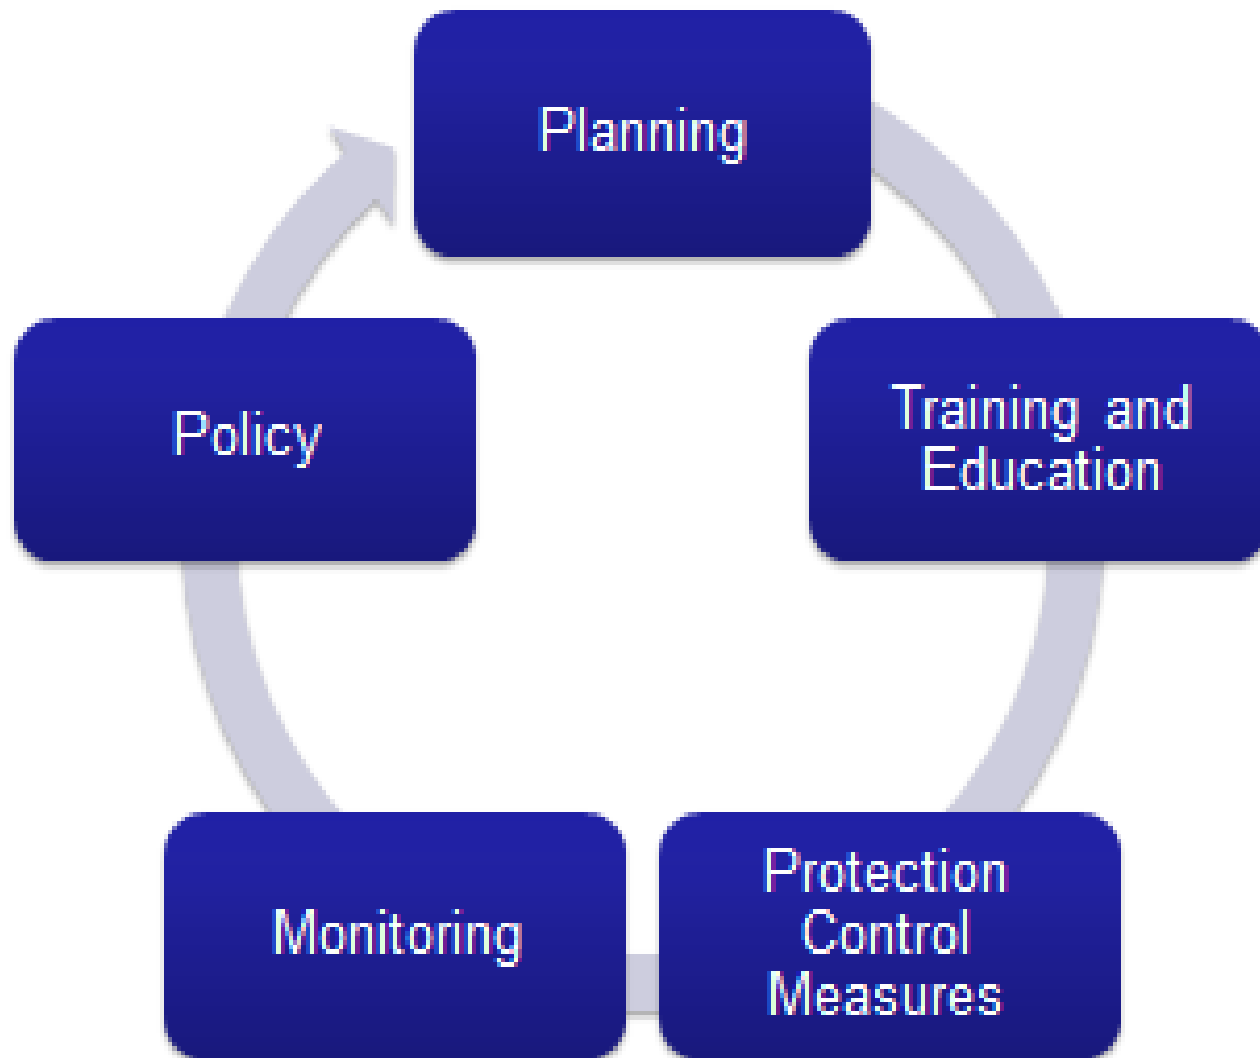 Planning
Training and
Education
Protection
Control
Measures
Monitoring
Policy